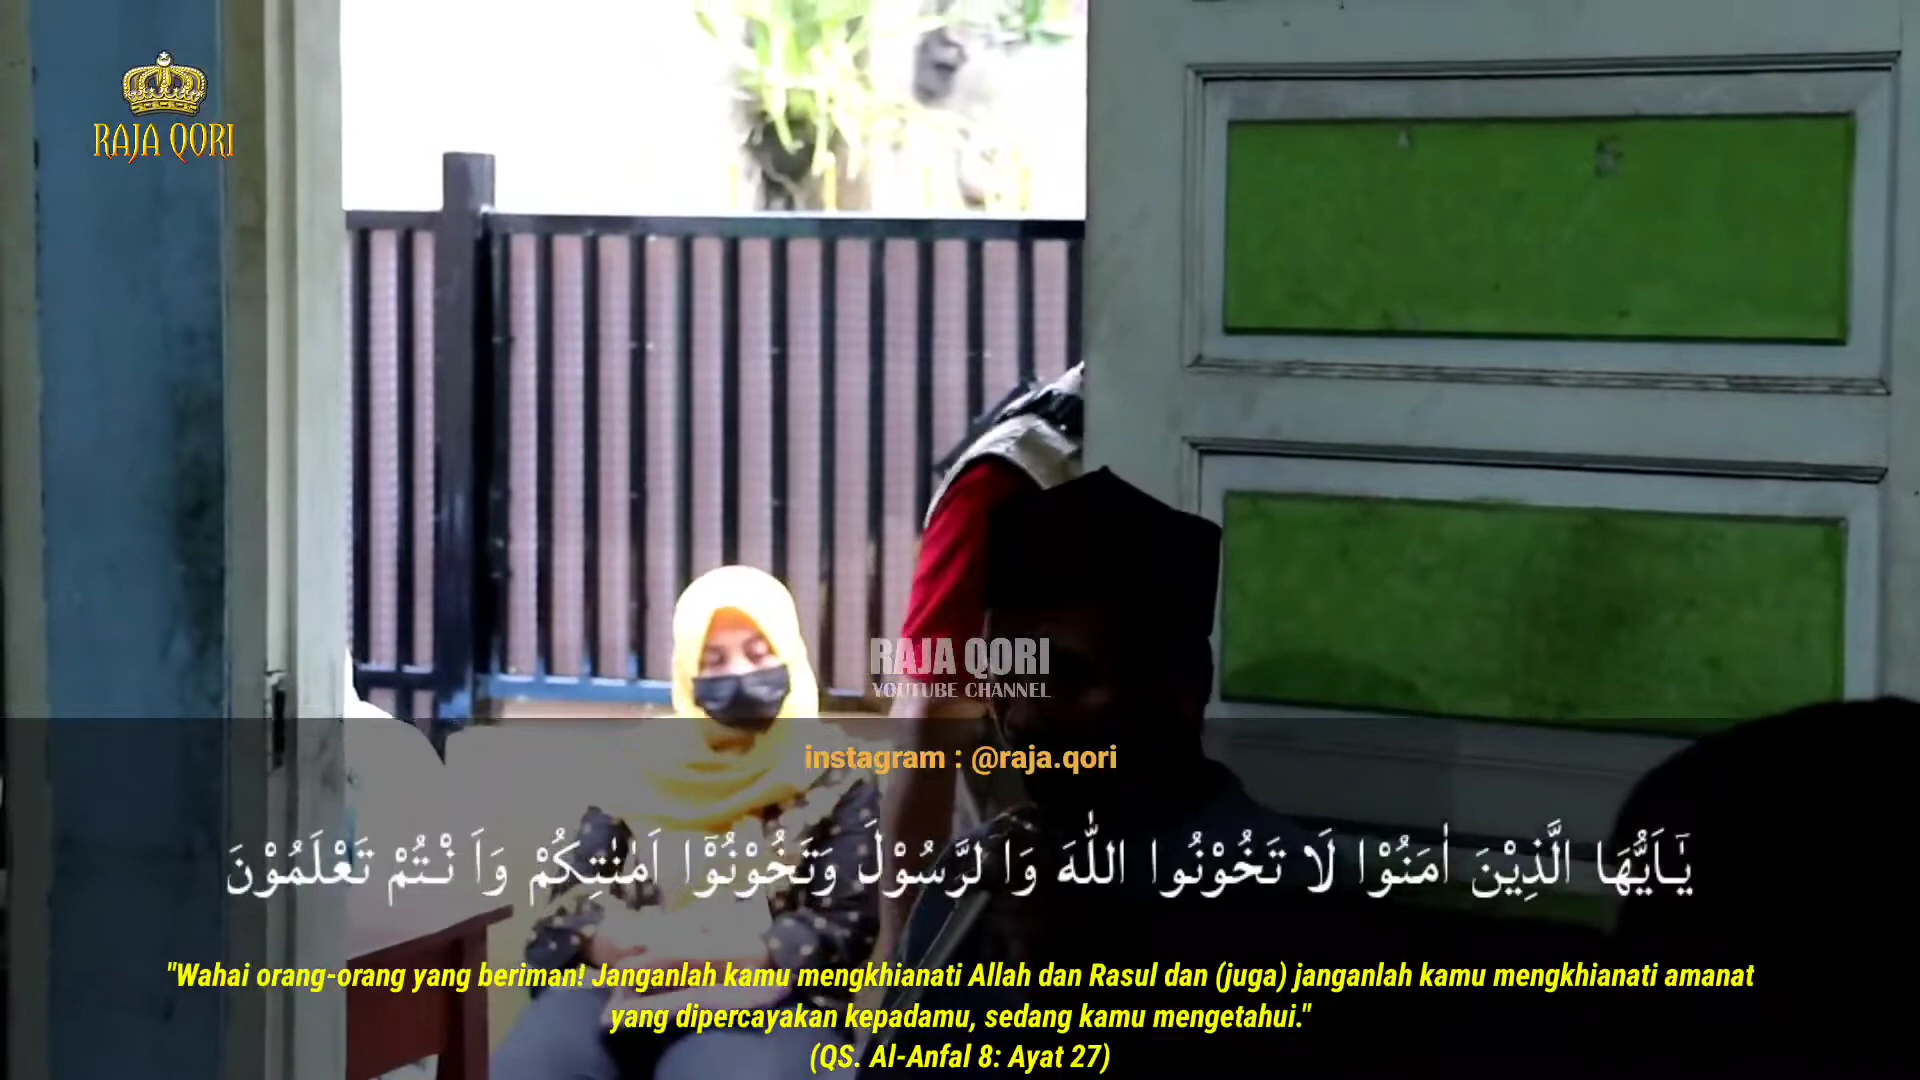 RAJA QORI
RAJA QORI
YOUTUBE CHANNEL
instagram : @raja.qori
يٰٓـاَيُّهَا الَّذِيْنَ اٰمَنُوْا لَا تَخُوْنُوا اللّٰهَ وَا لرَّسُوْلَ وَتَخُوْنُوْۤا اَمٰنٰتِكُمْ وَاَ نْـتُمْ تَعْلَمُوْنَ
"Wahai orang-orang yang beriman! Janganlah kamu mengkhianati Allah dan Rasul dan (juga) janganlah kamu mengkhianati amanat
yang dipercayakan kepadamu, sedang kamu mengetahui."
(QS. Al-Anfal 8: Ayat 27)